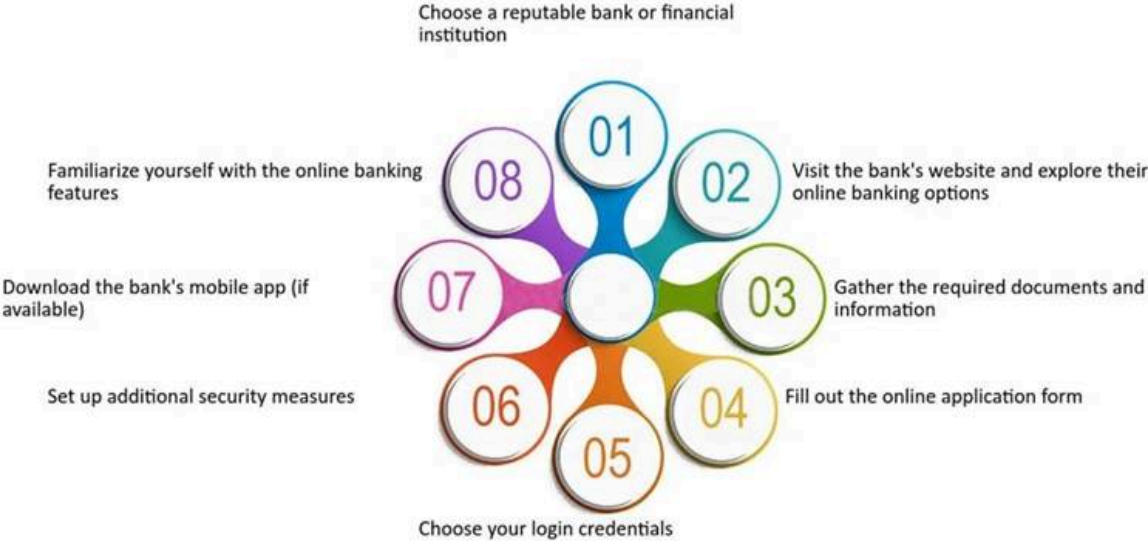 Choose a reputable bank or financial
institution
01
02
Visit the bank's website and explore their
online banking options
03
Gather the required documents and
information
04
Fill out the online application form
05
Choose your login credentials
06
Set up additional security measures
07
Download the bank's mobile app (if
available)
08
Familiarize yourself with the online banking
features